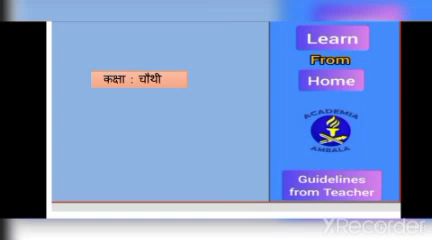 कक्षा : चौथी
Learn
From
Home
ACADEMIA
AMBALA
Guidelines
from Teacher
XRecorder